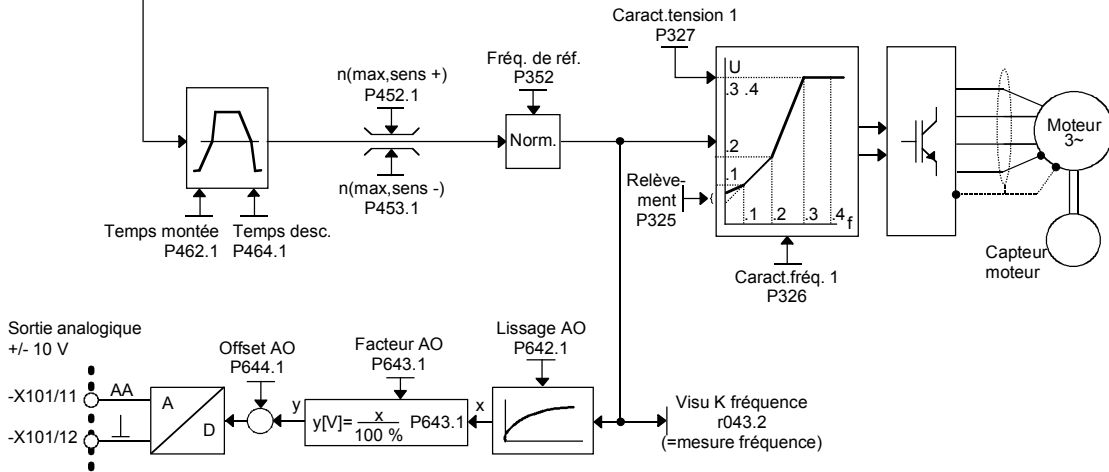 Caract.tension 1
P327
Fréq. de réf.
P352
n(max,sens +)
P452.1
U
.3 .4
Norm.
.2
.1
Moteur
3~
n(max,sens -)
P453.1
Relève-
ment
P325
.1 .2 .3 .4 f
Temps montée
P462.1
Temps desc.
P464.1
Capteur
moteur
Caract.fréq. 1
P326
Sortie analogique
+/- 10 V
Offset AO
P644.1
Facteur AO
P643.1
Lissage AO
P642.1
-X101/11
AA
A
D
y
y[V]= x P643.1
100 %
x
-X101/12
Visu K fréquence
r043.2
(=mesure fréquence)